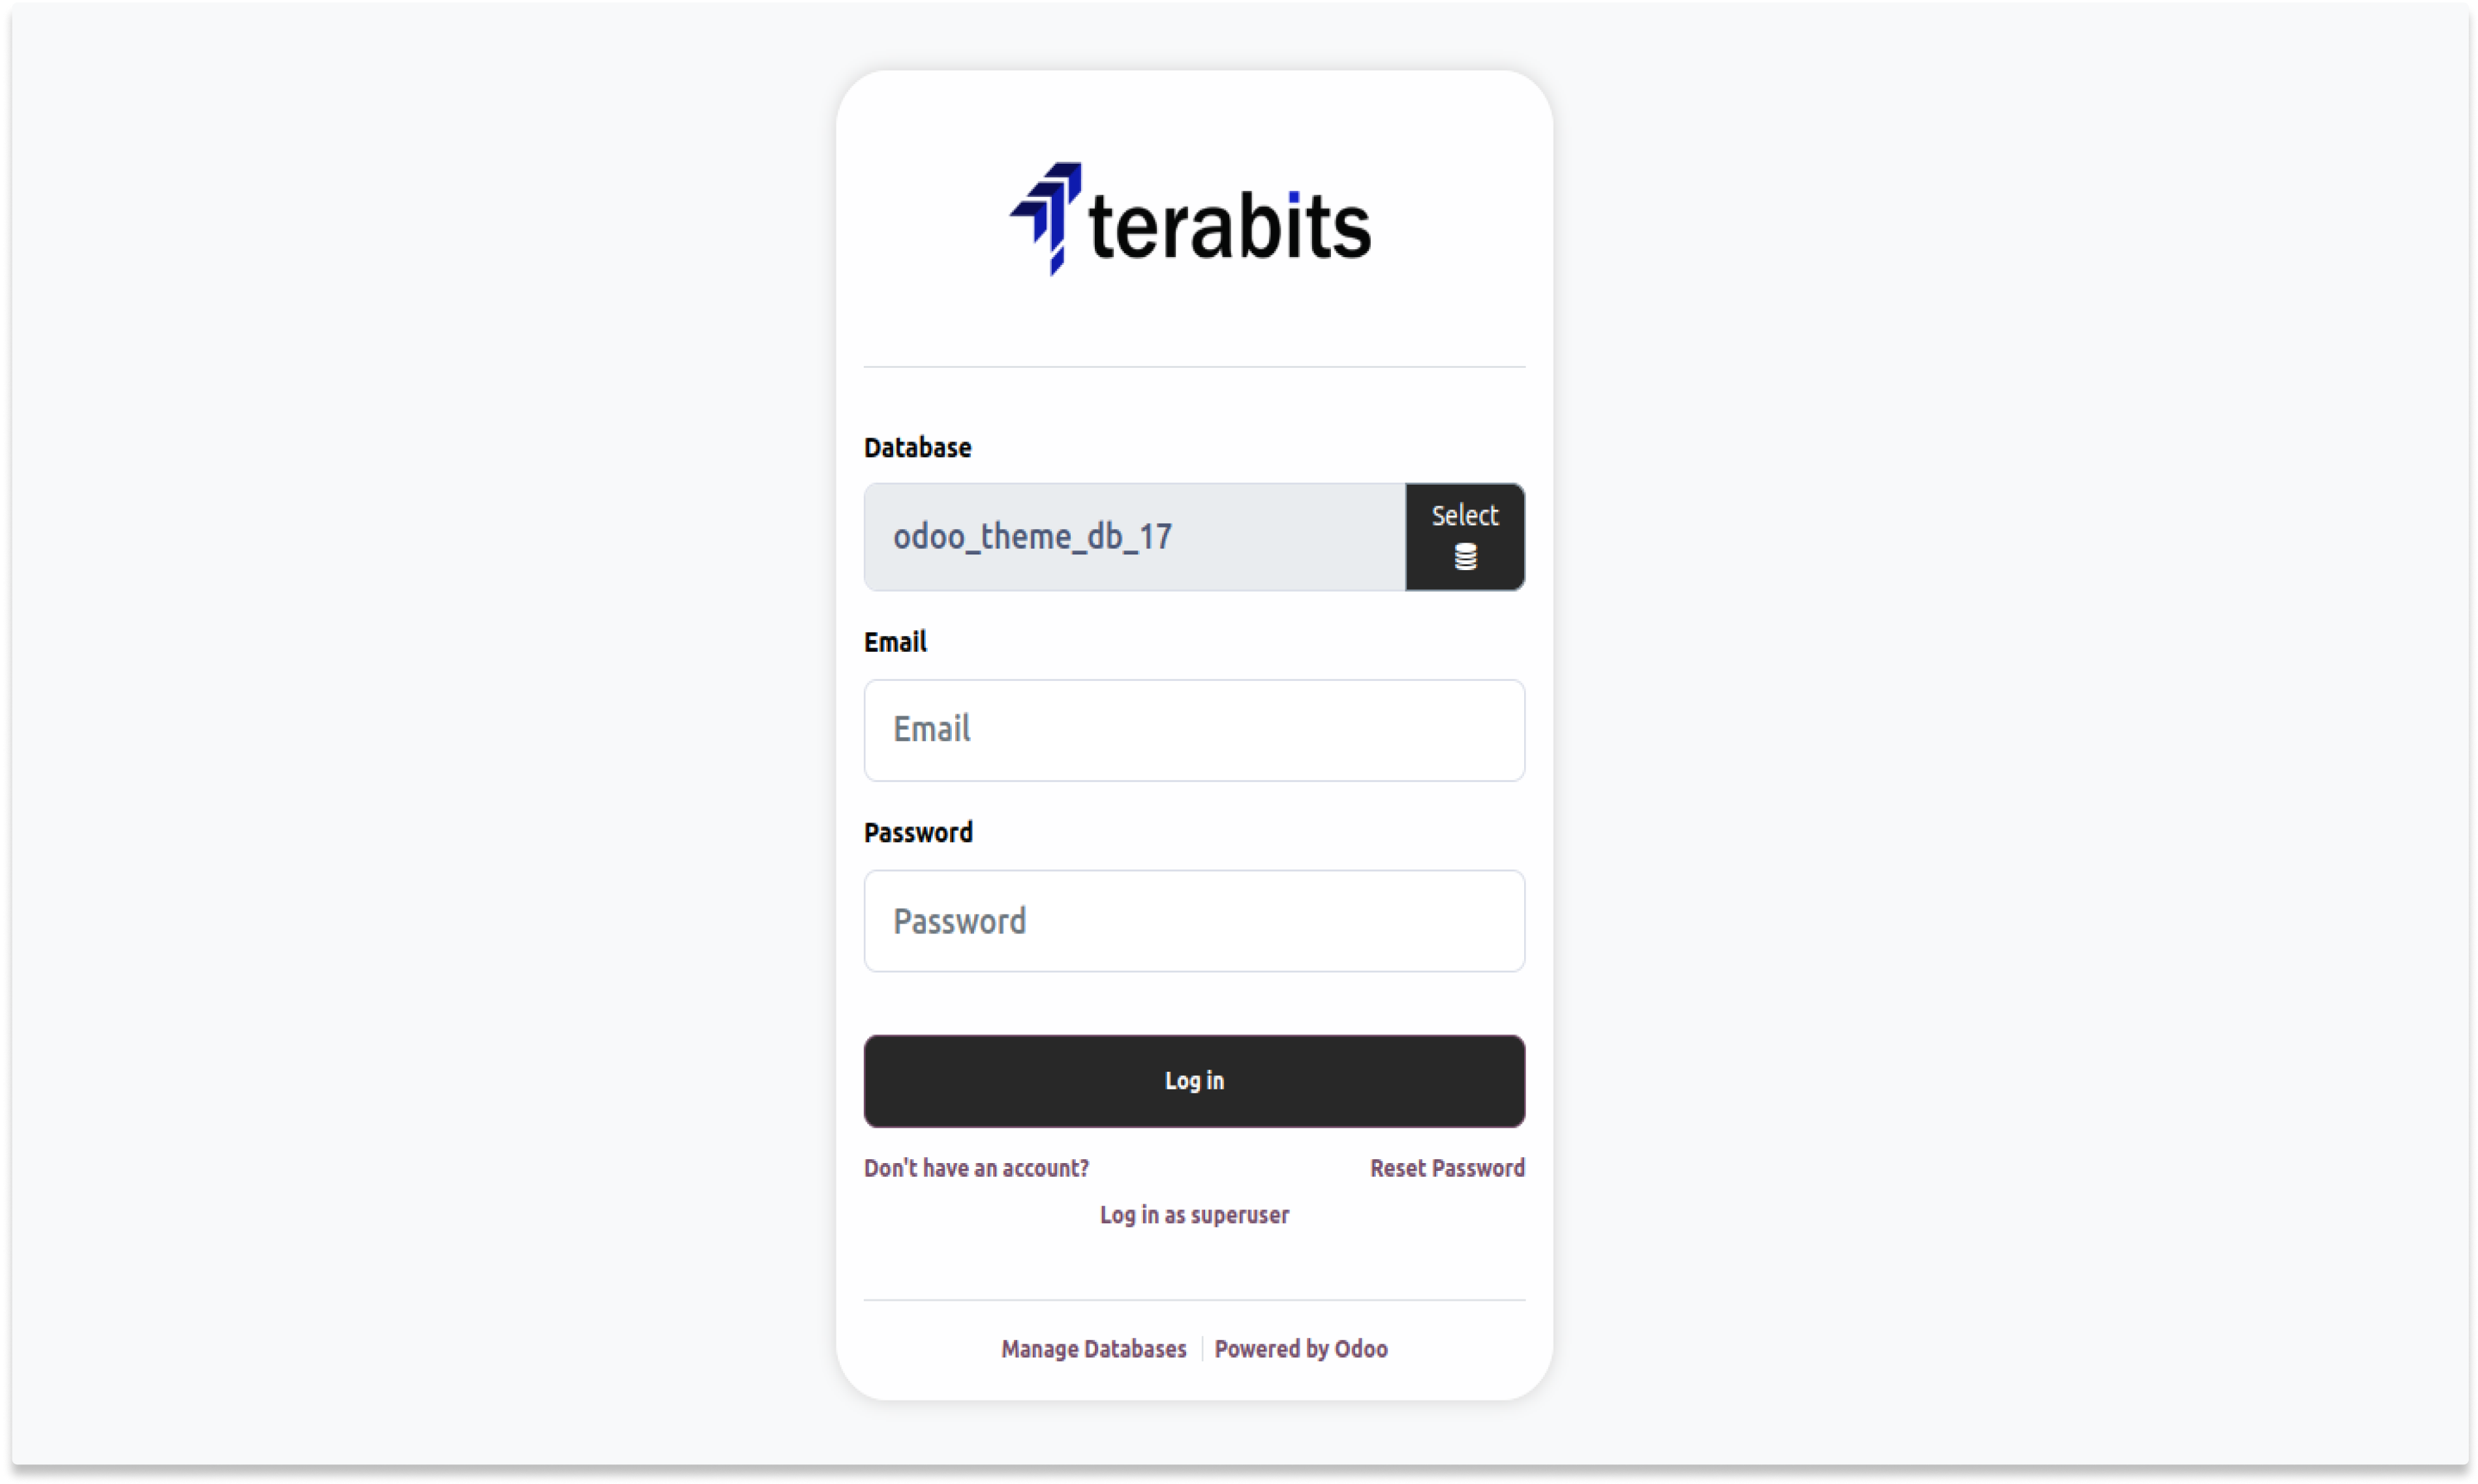 terabits
Database
odoo_theme_db_17
Select
Email
Email
Password
Password
Log in
Don't have an account? Reset Password
Log in as superuser
Manage Databases Powered by Odoo